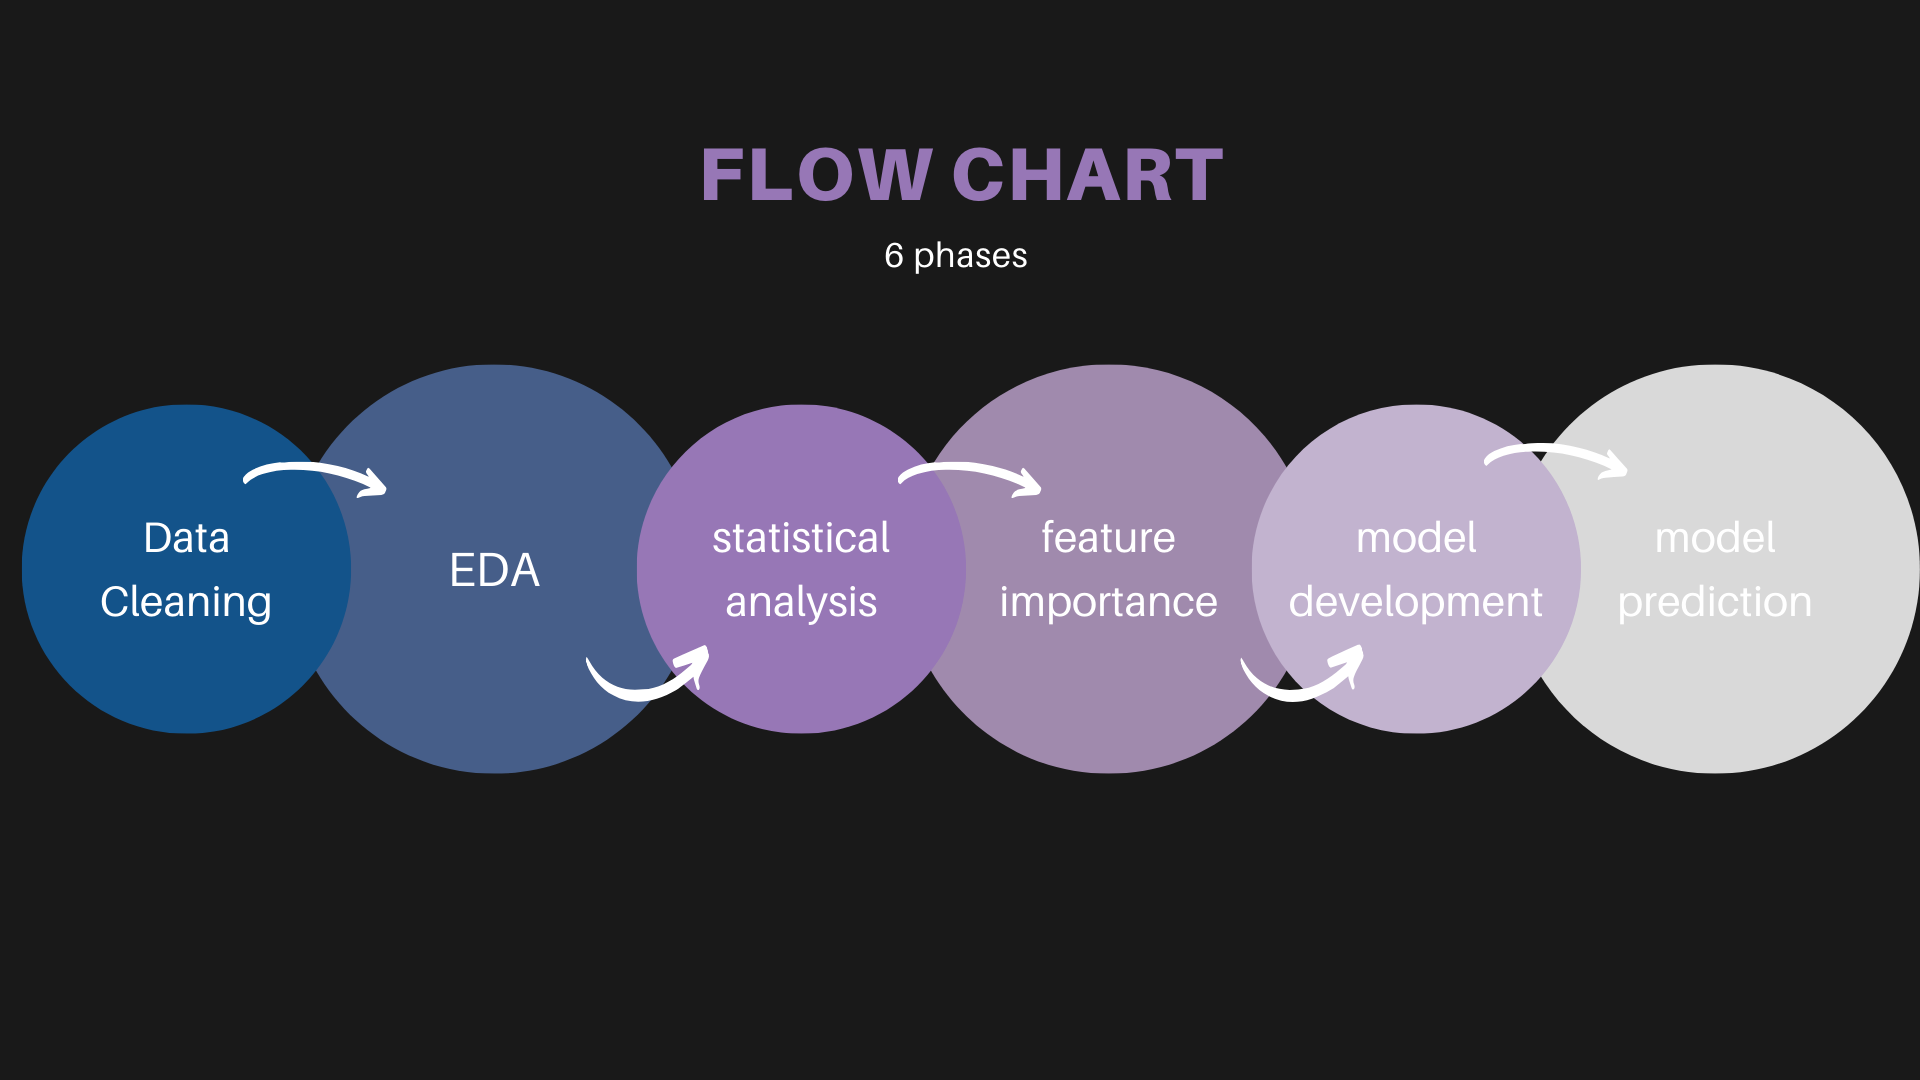 FLOW CHART
6 phases
Data
Cleaning
EDA
statistical
analysis
feature
importance
model
development
model
prediction